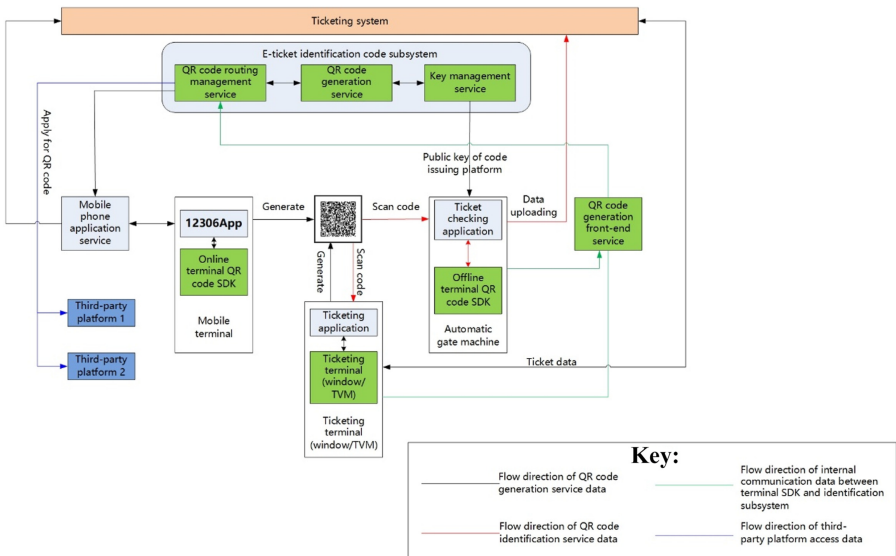 Ticketing system
E-ticket identification code subsystem
QR code routing
management
service
QR code
generation
service
Key management
service
Apply for QR code
Public key of code
issuing platform
Mobile
phone
application
service
12306App
Online
terminal QR
code SDK
Mobile
terminal
Generate
Scan code
Generate
Scan code
Ticket
checking
application
Offline
terminal QR
code SDK
Automatic
gate machine
Data
uploading
QR code
generation
front-end
service
Third-party
platform 1
Third-party
platform 2
Ticketing
application
Ticketing
terminal
(window/
TVM)
Ticketing
terminal
(window/TVM)
Ticket data
Key:
Flow direction of QR code
generation service data
Flow direction of internal
communication data between
terminal SDK and identification
subsystem
Flow direction of QR code
identification service data
Flow direction of third-
party platform access data